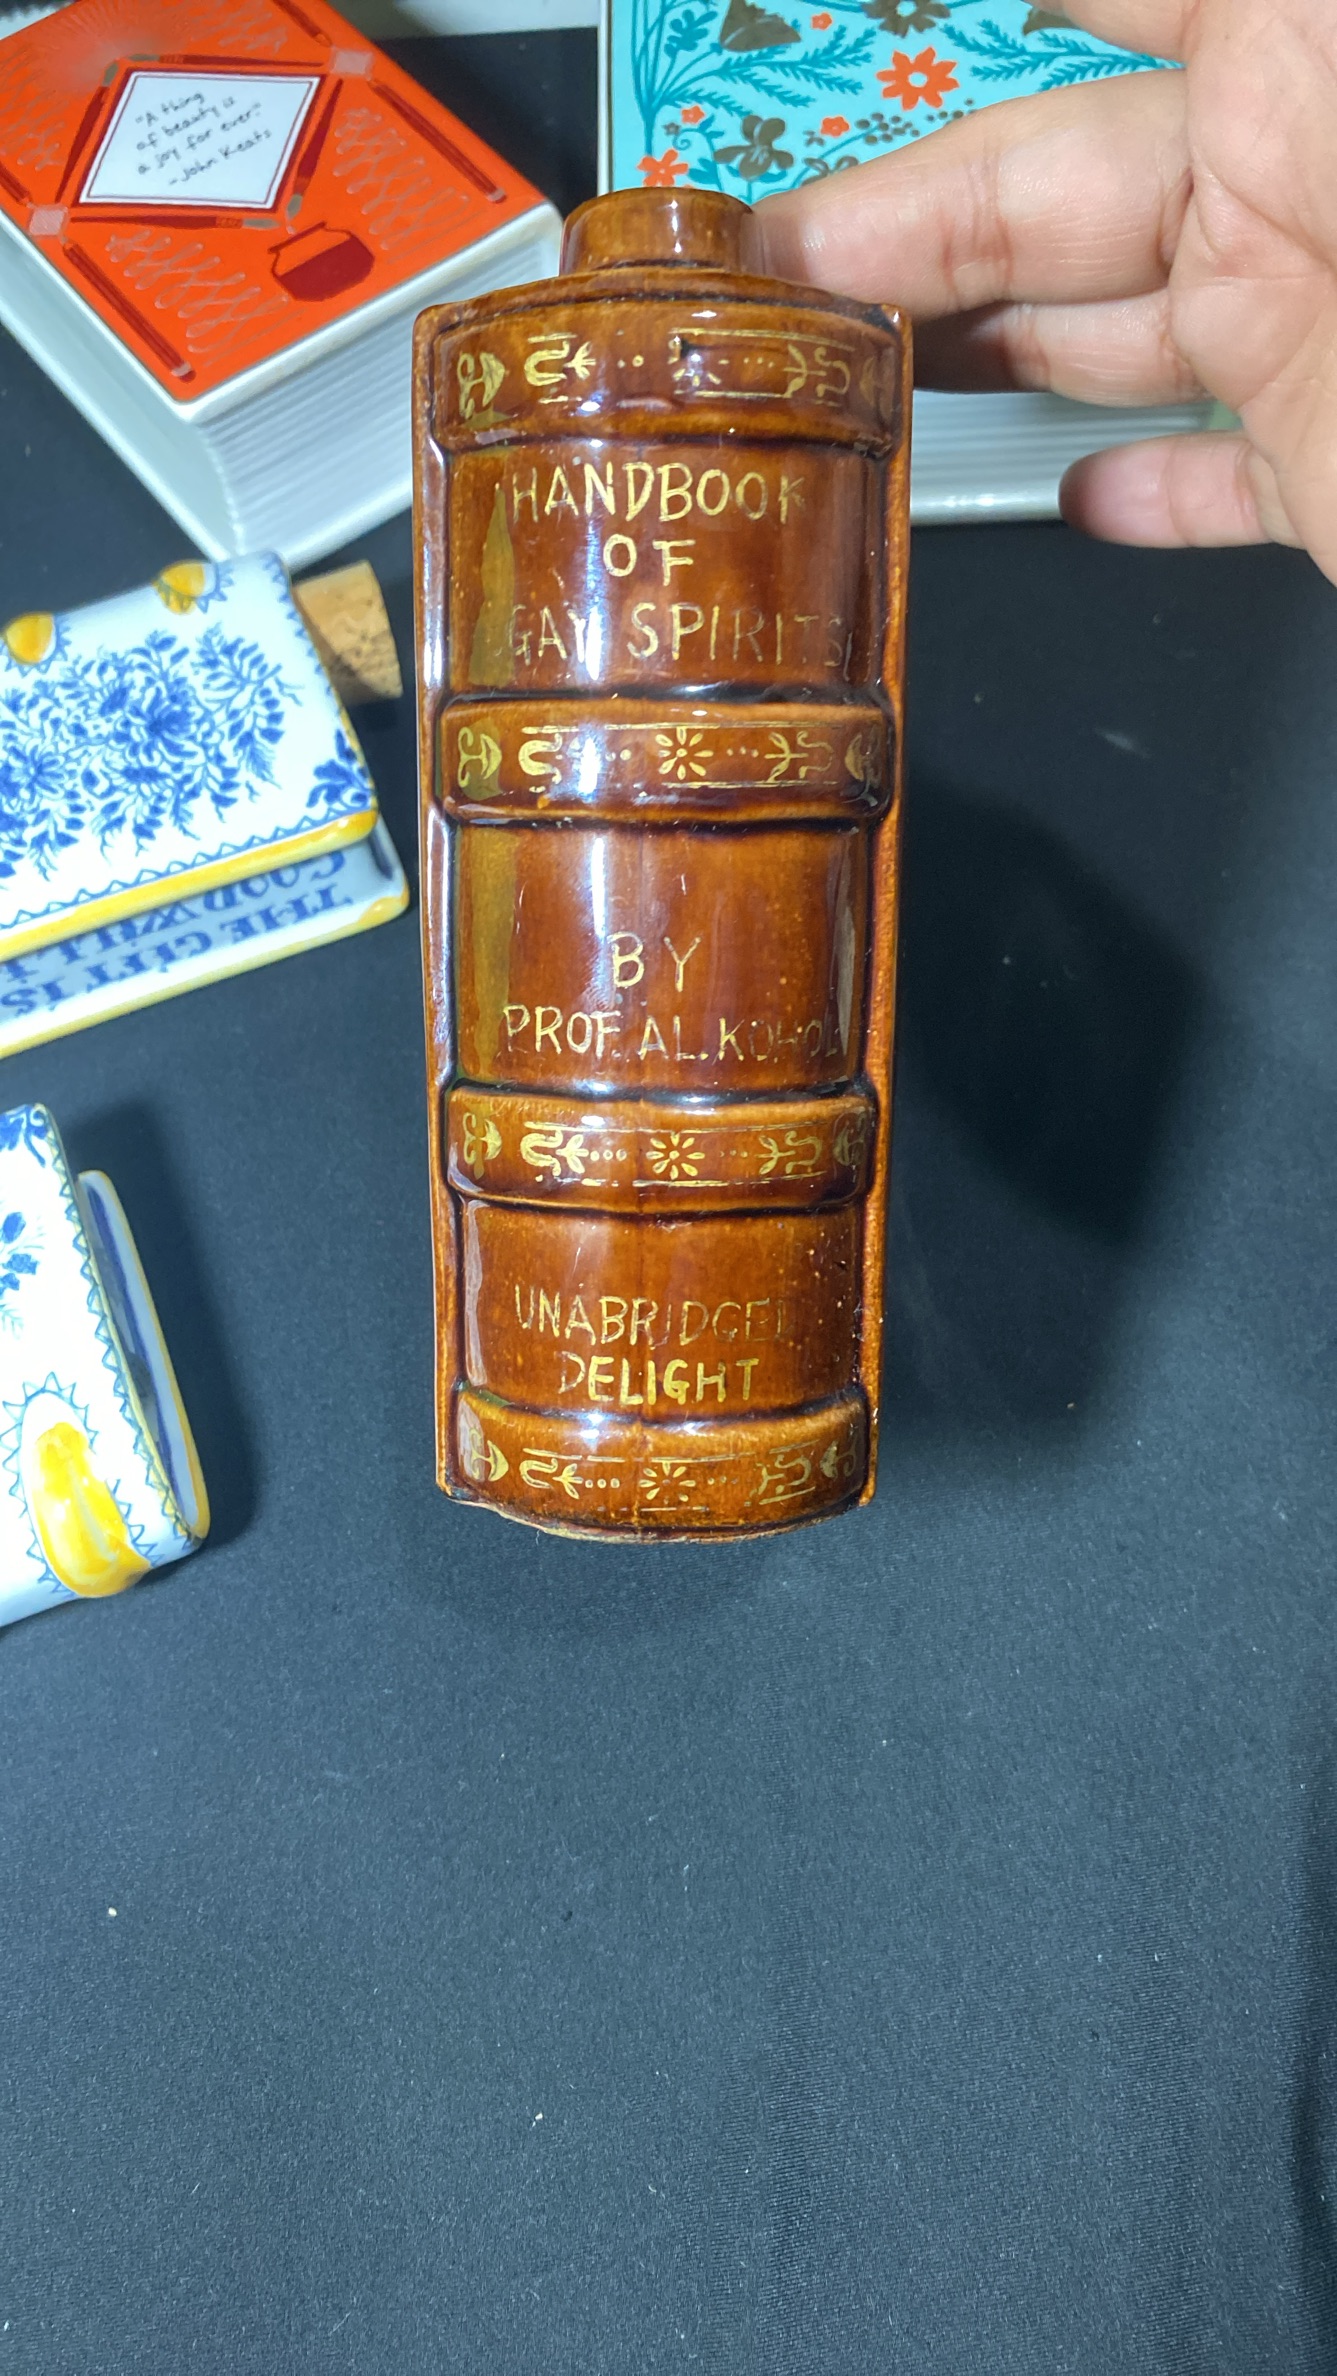 "A thing
of beauty is
a joy for ever."
-John Keats
HANDBOOK
OF
GAY SPIRITS
BY
PROF. AL. KOHOL
UNABRIDGED
DELIGHT
THE GIFT IS
GOODWILL I